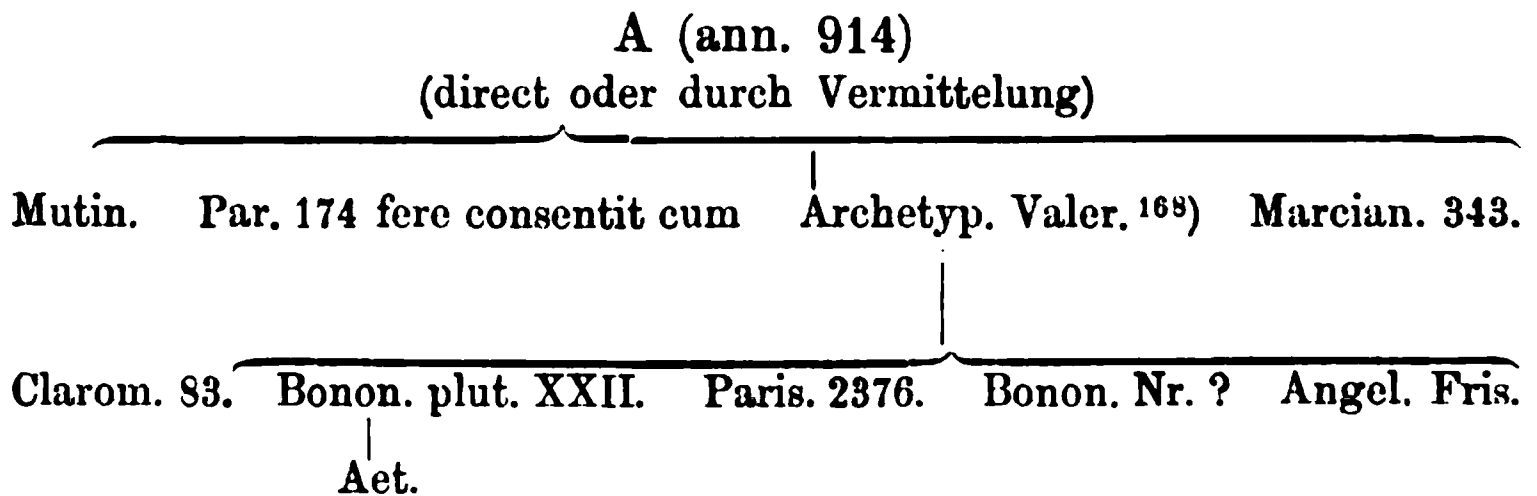 A (ann. 914)
(direct oder durch Vermittelung)
Mutin. Par. 174 fere consentit cum Archetyp. Valer. ¹⁶⁸) Marcian. 343.
Clarom. 83. Bonon. plut. XXII. Paris. 2376. Bonon. Nr. ? Angel. Fris.
Aet.